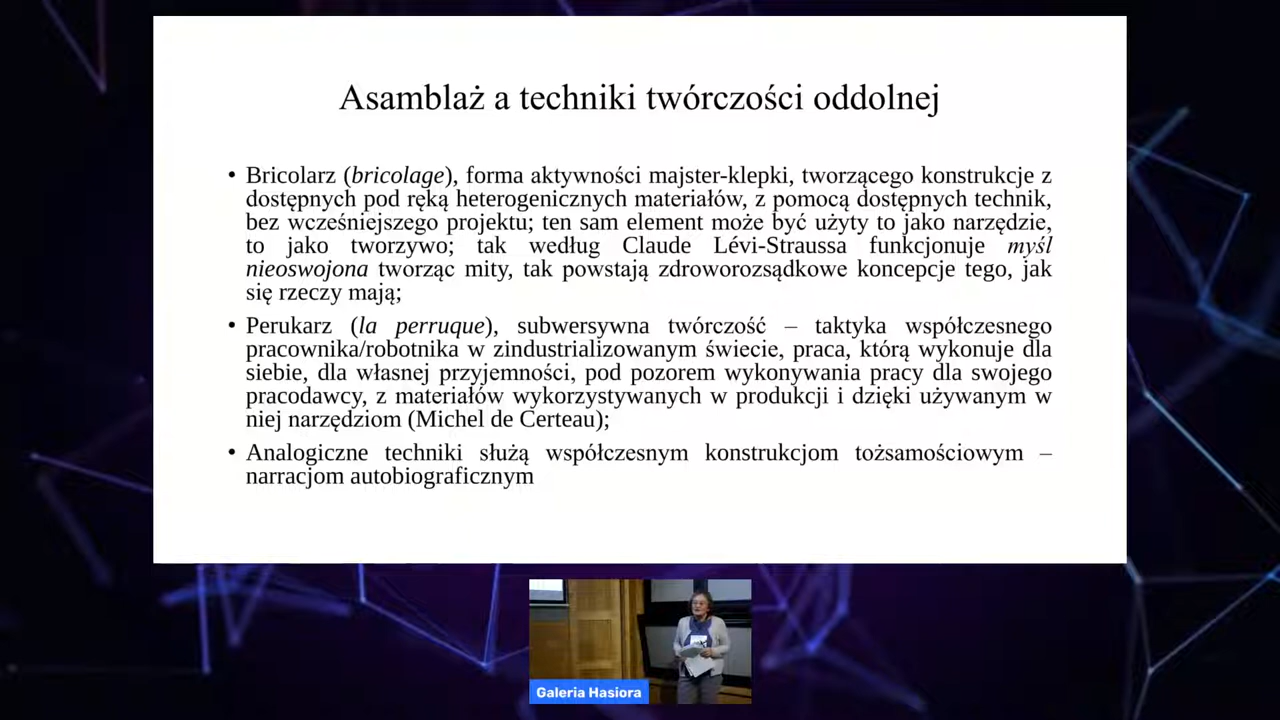 Asamblaż a techniki twórczości oddolnej
• Bricolarz (bricolage), forma aktywności majster-klepki, tworzącego konstrukcje z
dostępnych pod ręką heterogenicznych materiałów, z pomocą dostępnych technik,
bez wcześniejszego projektu; ten sam element może być użyty to jako narzędzie,
to jako tworzywo; tak według Claude Lévi-Straussa funkcjonuje myśl
nieoswojona tworząc mity, tak powstają zdroworozsądkowe koncepcje tego, jak
się rzeczy mają;
• Perukarz (la perruque), subwersywna twórczość – taktyka współczesnego
pracownika/robotnika w zindustrializowanym świecie, praca, którą wykonuje dla
siebie, dla własnej przyjemności, pod pozorem wykonywania pracy dla swojego
pracodawcy, z materiałów wykorzystywanych w produkcji i dzięki używanym w
niej narzędziom (Michel de Certeau);
• Analogiczne techniki służą współczesnym konstrukcjom tożsamościowym –
narracjom autobiograficznym
Galeria Hasiora